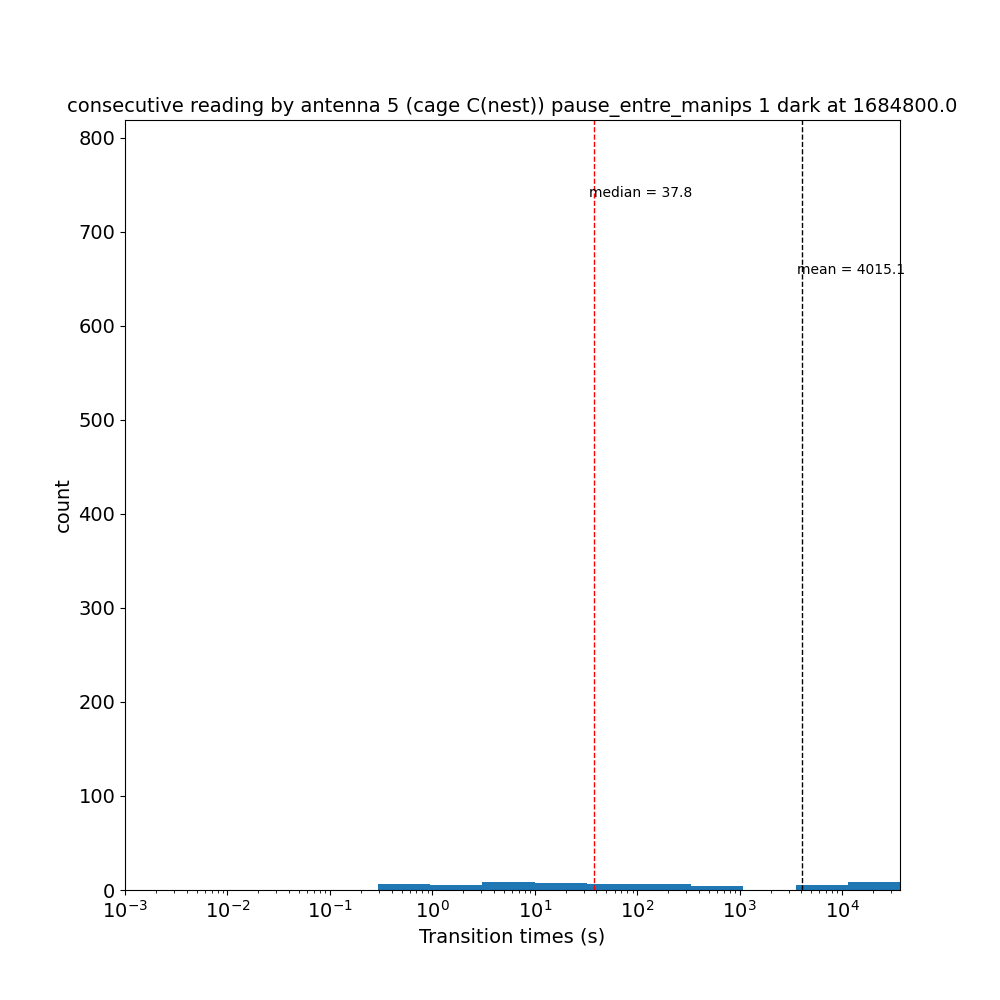 consecutive reading by antenna 5 (cage C(nest)) pause_entre_manips 1 dark at 1684800.0
800
median = 37.8
700
mean = 4015.1
600
500
count
400
300
200
100
0
10⁻³ 10⁻² 10⁻¹ 10⁰ 10¹ 10² 10³ 10⁴
Transition times (s)